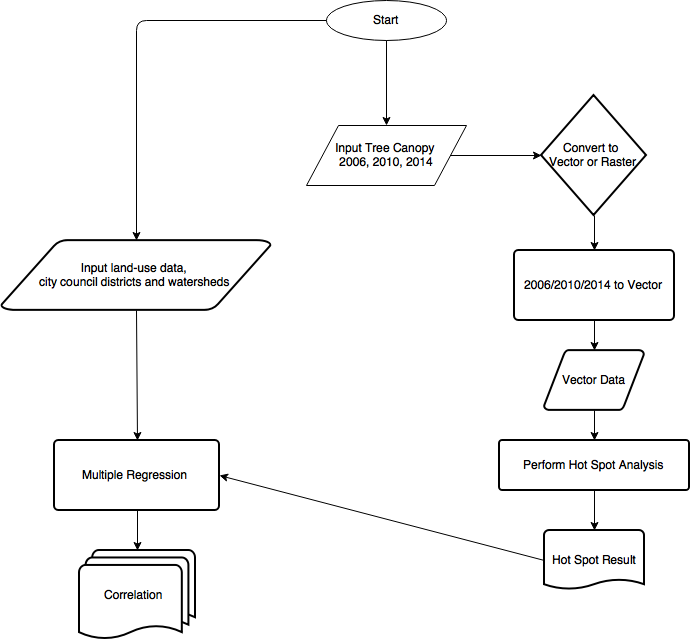 Start
Input Tree Canopy
2006, 2010, 2014
Convert to
Vector or Raster
Input land-use data,
city council districts and watersheds
2006/2010/2014 to Vector
Vector Data
Multiple Regression
Perform Hot Spot Analysis
Hot Spot Result
Correlation